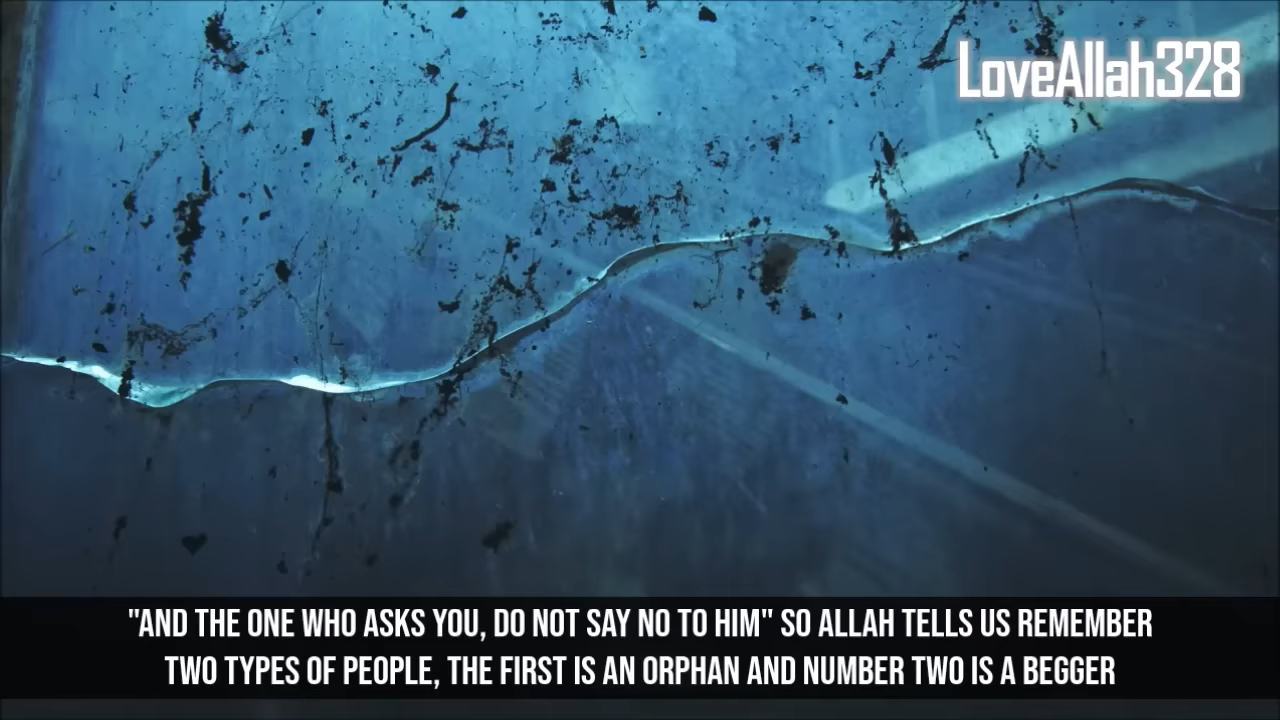 LoveAllah328
"AND THE ONE WHO ASKS YOU, DO NOT SAY NO TO HIM" SO ALLAH TELLS US REMEMBER
TWO TYPES OF PEOPLE, THE FIRST IS AN ORPHAN AND NUMBER TWO IS A BEGGER